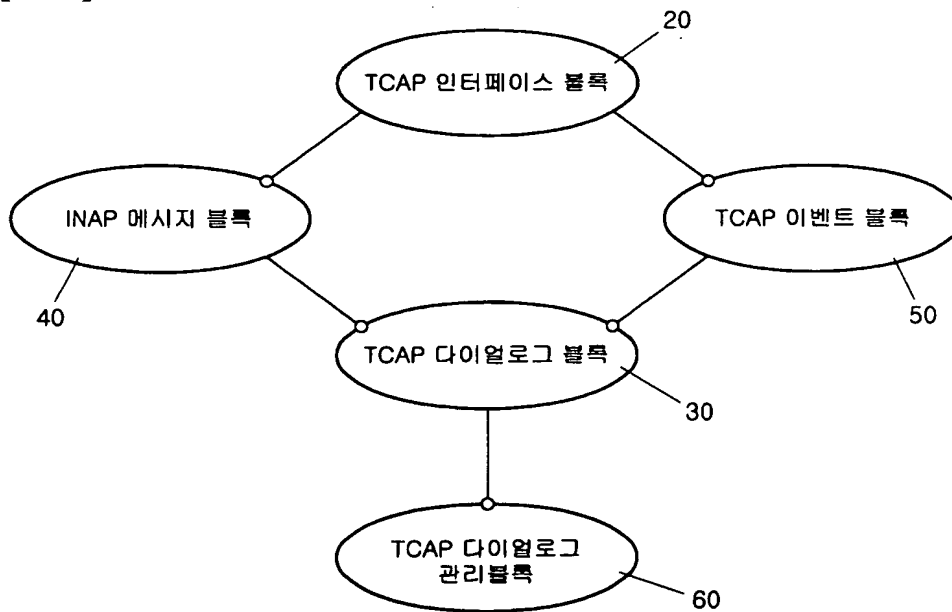 20
TCAP 인터페이스 블록
INAP 메시지 블록
TCAP 이벤트 블록
40
50
TCAP 다이얼로그 블록
30
TCAP 다이얼로그
관리블록
60